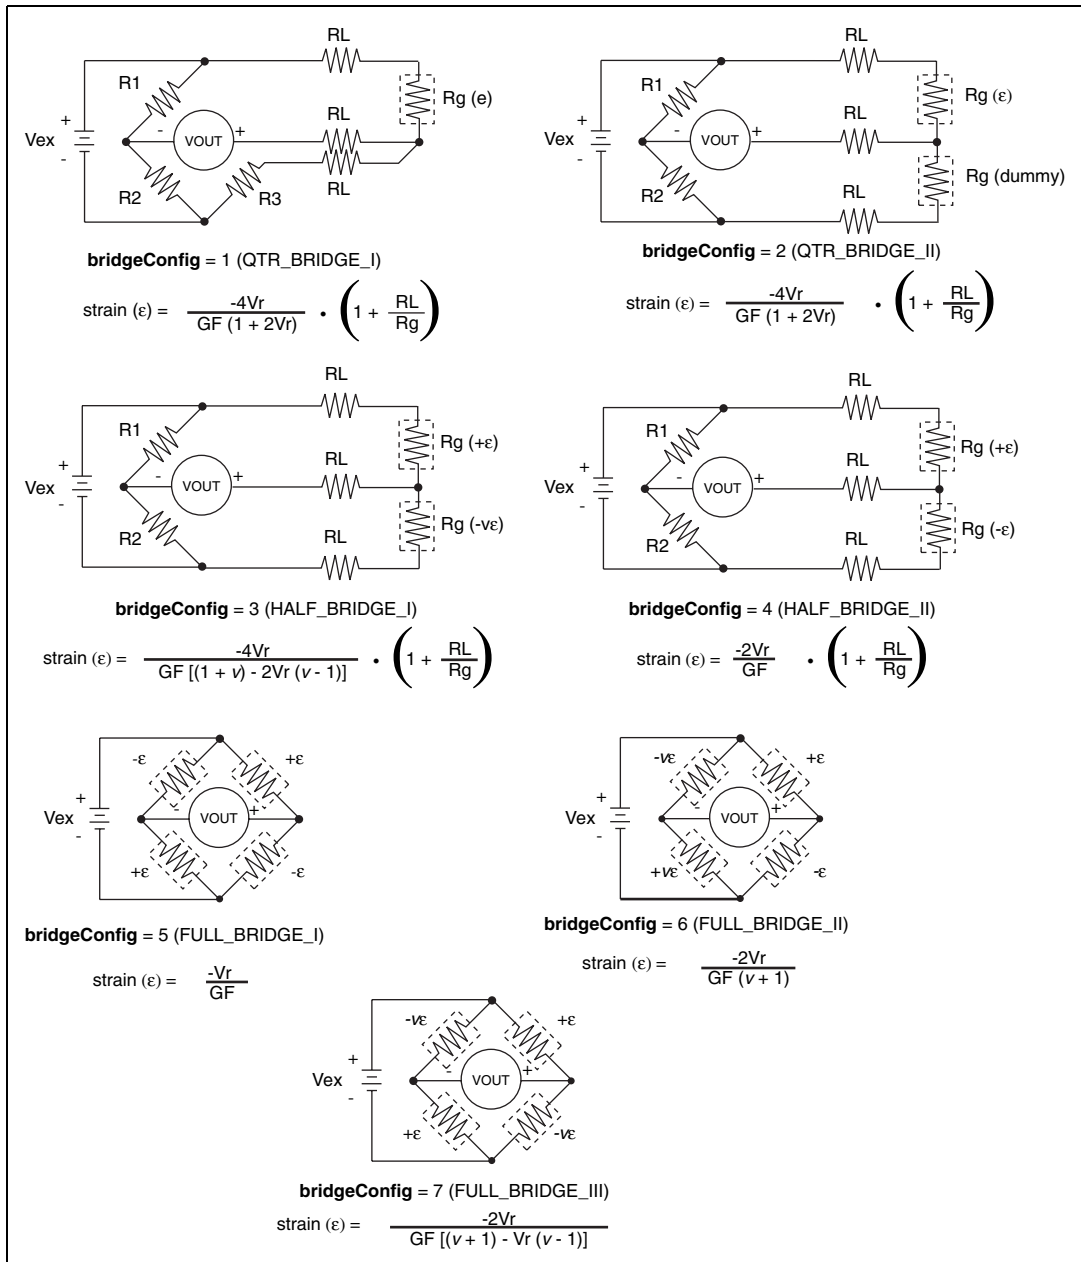 RL
R1
Rg (e)
+
Vex
-
-
VOUT
+
RL
R2
R3
RL
bridgeConfig = 1 (QTR_BRIDGE_I)
strain (ε) = -4Vr / GF (1 + 2Vr) • (1 + RL / Rg)
RL
R1
Rg (ε)
+
Vex
-
-
VOUT
+
RL
R2
Rg (dummy)
RL
bridgeConfig = 2 (QTR_BRIDGE_II)
strain (ε) = -4Vr / GF (1 + 2Vr) • (1 + RL / Rg)
RL
R1
Rg (+ε)
+
Vex
-
-
VOUT
+
RL
R2
Rg (-vε)
RL
bridgeConfig = 3 (HALF_BRIDGE_I)
strain (ε) = -4Vr / GF [(1 + v) - 2Vr (v - 1)] • (1 + RL / Rg)
RL
R1
Rg (+ε)
+
Vex
-
-
VOUT
+
RL
R2
Rg (-ε)
RL
bridgeConfig = 4 (HALF_BRIDGE_II)
strain (ε) = -2Vr / GF • (1 + RL / Rg)
-ε
+ε
+
Vex
-
-
VOUT
+
+ε
-ε
bridgeConfig = 5 (FULL_BRIDGE_I)
strain (ε) = -Vr / GF
-vε
+ε
+
Vex
-
-
VOUT
+
+vε
-ε
bridgeConfig = 6 (FULL_BRIDGE_II)
strain (ε) = -2Vr / GF (v + 1)
-vε
+ε
+
Vex
-
-
VOUT
+
+ε
-vε
bridgeConfig = 7 (FULL_BRIDGE_III)
strain (ε) = -2Vr / GF [(v + 1) - Vr (v - 1)]